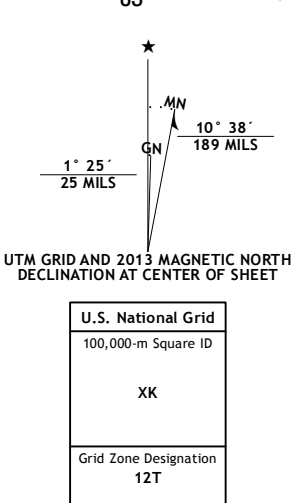 MN
GN
10° 38´
189 MILS
1° 25´
25 MILS
UTM GRID AND 2013 MAGNETIC NORTH
DECLINATION AT CENTER OF SHEET
U.S. National Grid
100,000-m Square ID
XK
Grid Zone Designation
12T